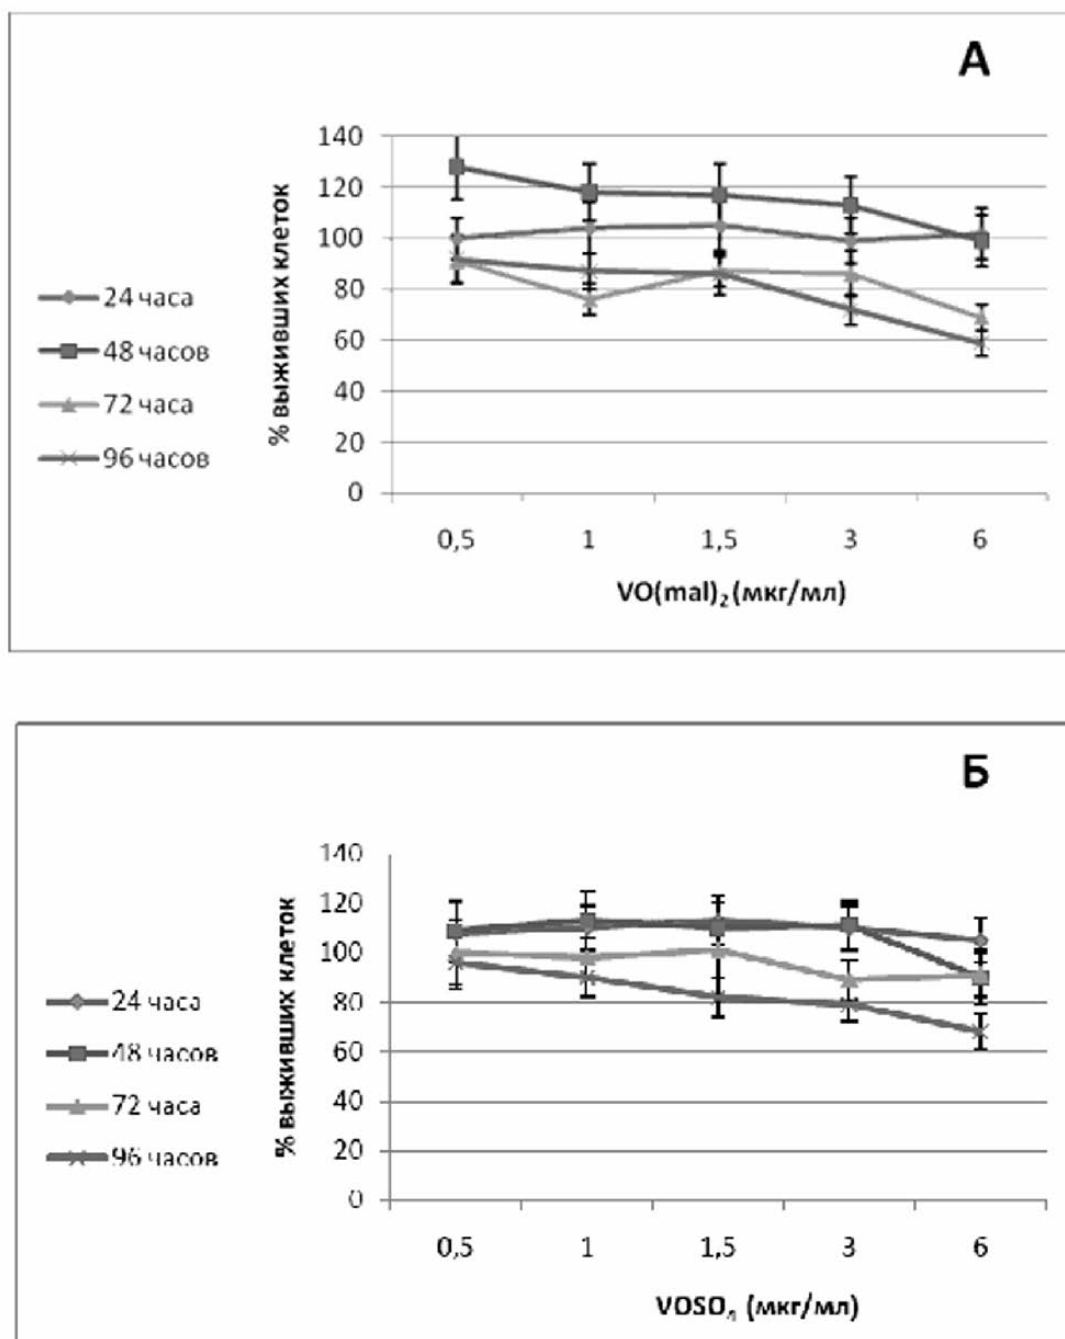 А
% выживших клеток
140
120
100
80
60
40
20
0
24 часа
48 часов
72 часа
96 часов
0,5 1 1,5 3 6
VO(mal)₂ (мкг/мл)
Б
% выживших клеток
140
120
100
80
60
40
20
0
24 часа
48 часов
72 часа
96 часов
0,5 1 1,5 3 6
VOSO₄ (мкг/мл)